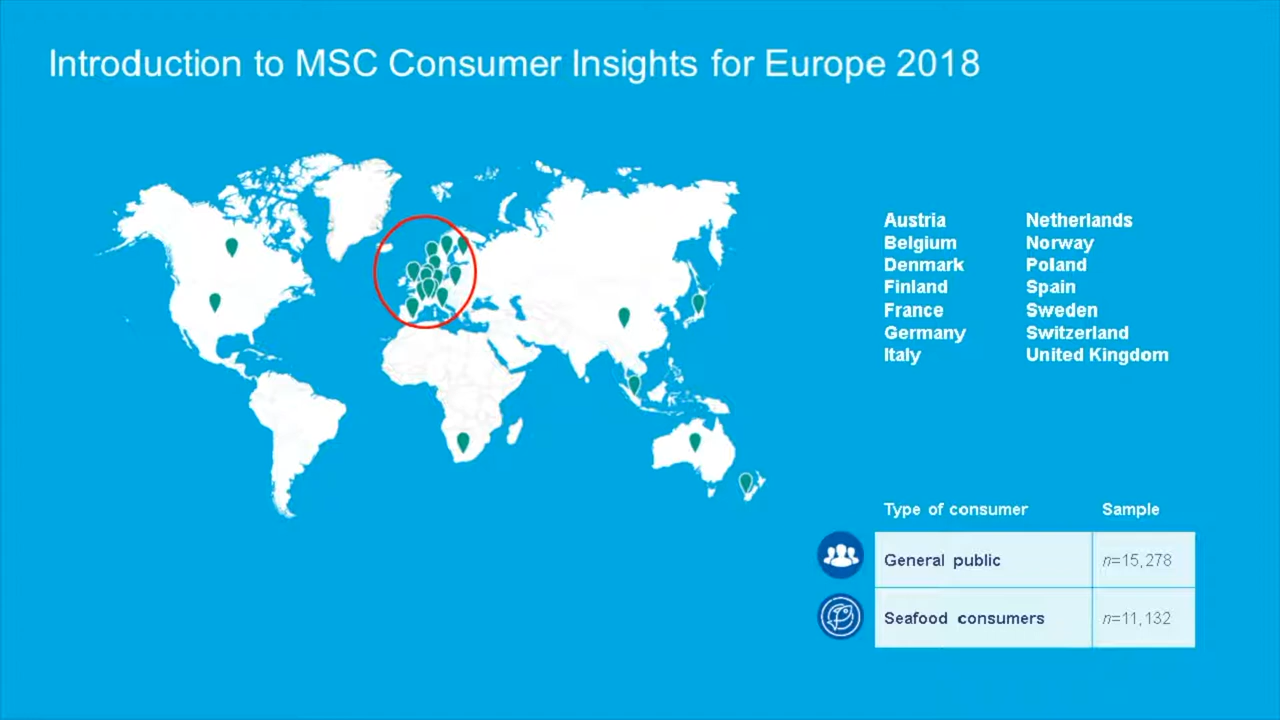 Introduction to MSC Consumer Insights for Europe 2018
Austria
Belgium
Denmark
Finland
France
Germany
Italy
Netherlands
Norway
Poland
Spain
Sweden
Switzerland
United Kingdom
Type of consumer Sample
General public n=15,278
Seafood consumers n=11,132